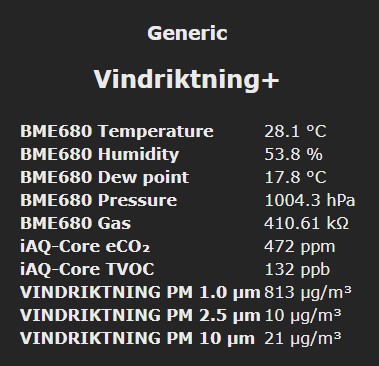 Generic
Vindriktning+
BME680 Temperature 28.1 °C
BME680 Humidity 53.8 %
BME680 Dew point 17.8 °C
BME680 Pressure 1004.3 hPa
BME680 Gas 410.61 kΩ
iAQ-Core eCO₂ 472 ppm
iAQ-Core TVOC 132 ppb
VINDRIKTNING PM 1.0 µm 813 µg/m³
VINDRIKTNING PM 2.5 µm 10 µg/m³
VINDRIKTNING PM 10 µm 21 µg/m³